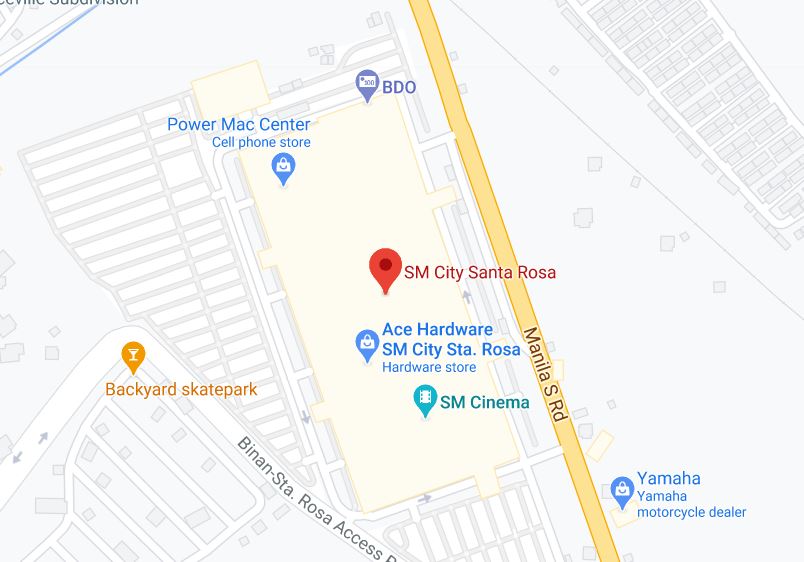 Subdivision
BDO
Power Mac Center
Cell phone store
SM City Santa Rosa
Ace Hardware
SM City Sta. Rosa
Hardware store
Manila S Rd
Backyard skatepark
SM Cinema
Binan-Sta. Rosa Access
Yamaha
Yamaha
motorcycle dealer